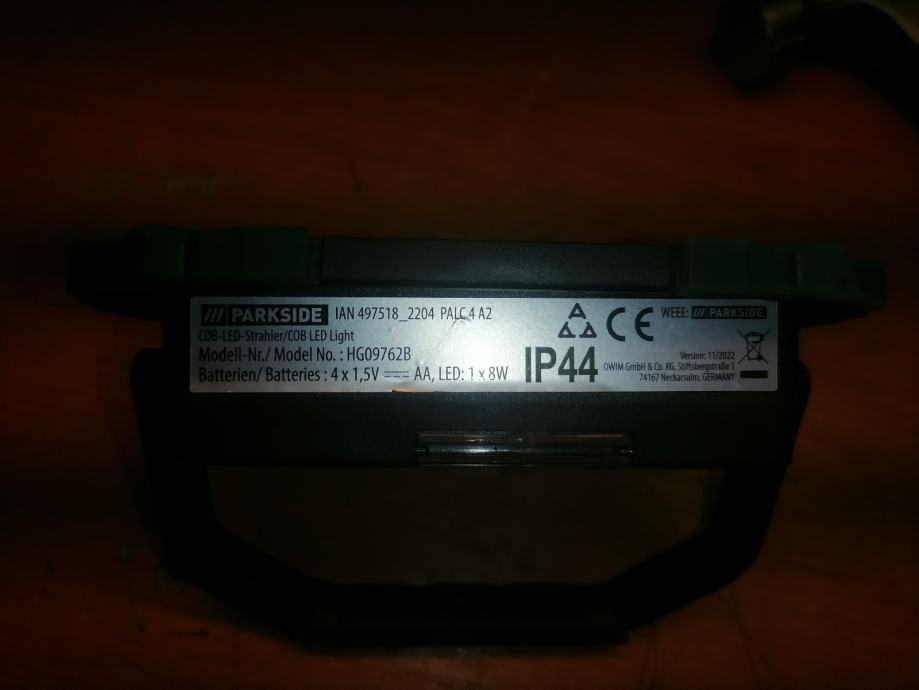 /// PARKSIDE IAN 497518_2204 PALC 4 A2
COB-LED-Strahler/COB LED Light
Modell-Nr./ Model No. : HG09762B
Batterien/ Batteries : 4 x 1,5V AA, LED: 1 x 8W
A
A A
CE
IP44
WEEE: /// PARKSIDE
Version: 11/2022
OWIM GmbH & Co. KG, Stiftsbergstraße 1
74167 Neckarsulm, GERMANY